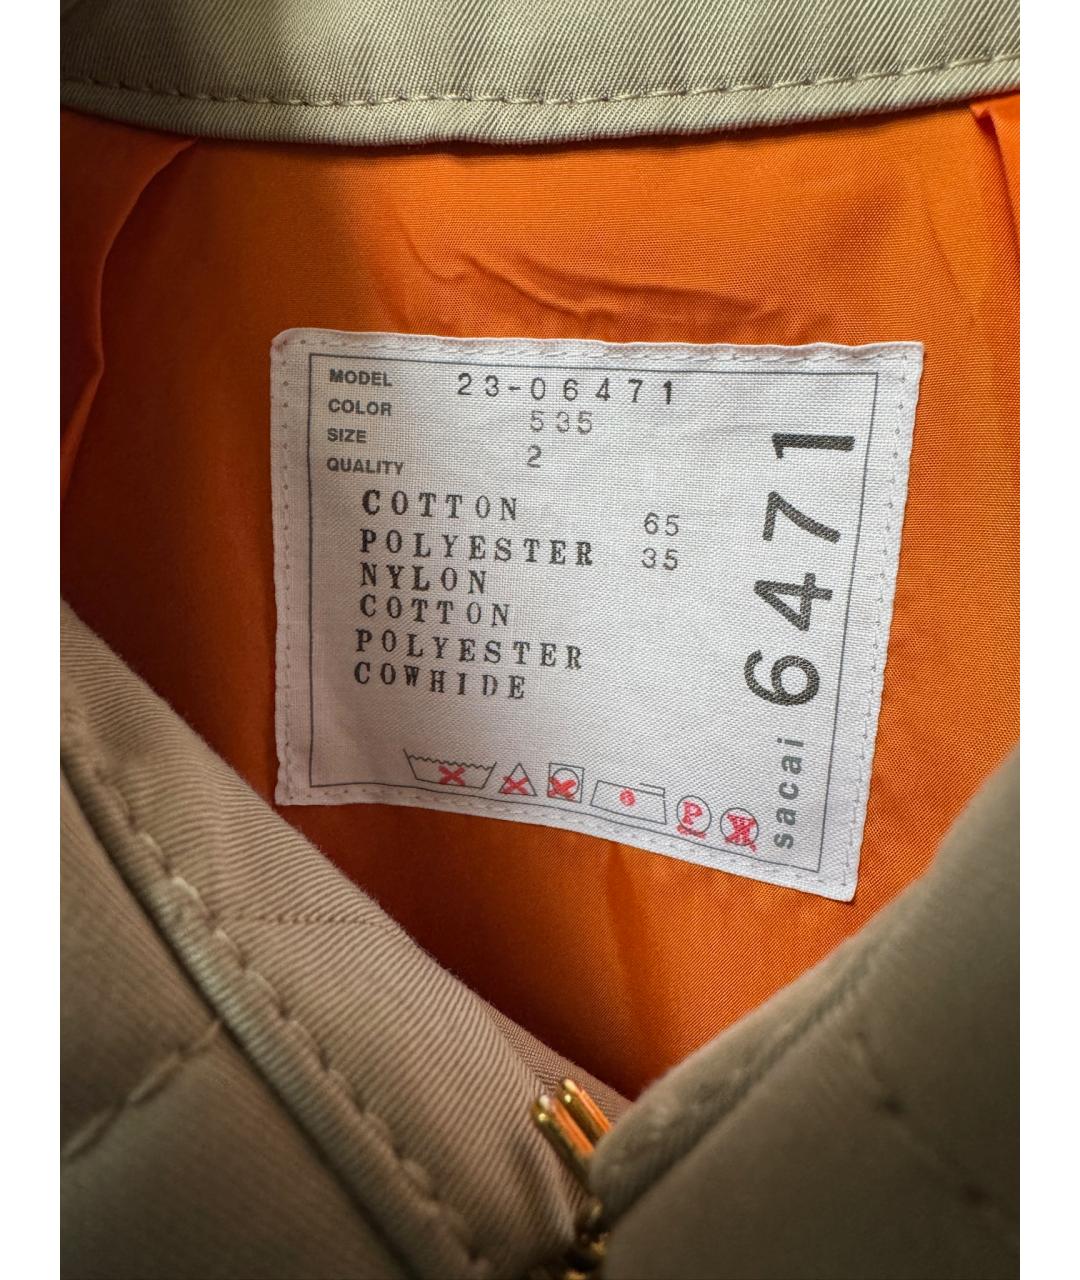 MODEL 23-06471
COLOR 535
SIZE 2
QUALITY
COTTON 65
POLYESTER 35
NYLON
COTTON
POLYESTER
COWHIDE
P
W
sacai 6471